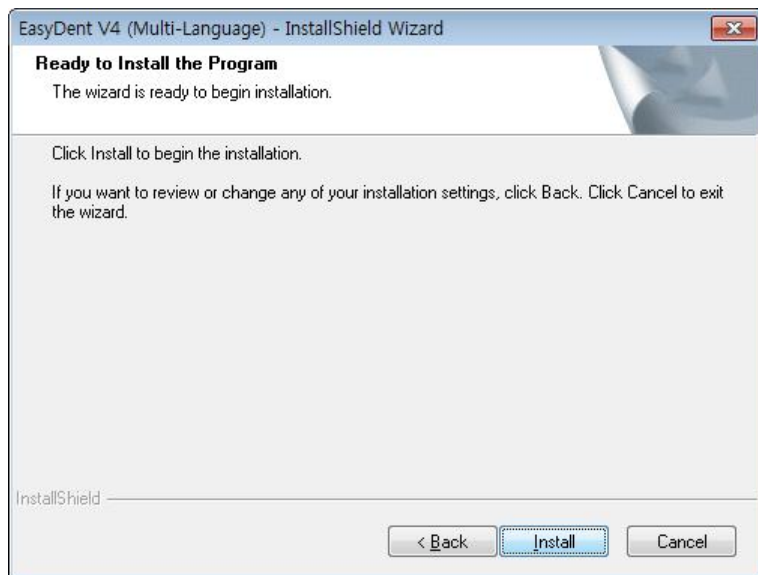 EasyDent V4 (Multi-Language) - InstallShield Wizard
Ready to Install the Program
The wizard is ready to begin installation.
Click Install to begin the installation.
If you want to review or change any of your installation settings, click Back. Click Cancel to exit
the wizard.
InstallShield
< Back Install Cancel